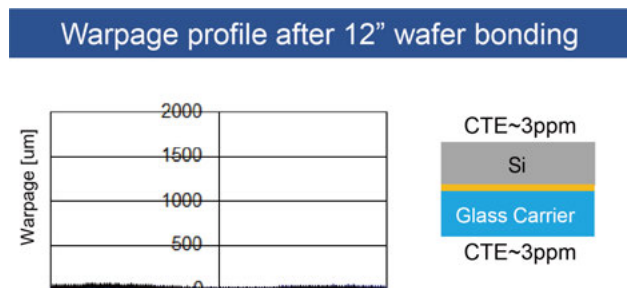 Warpage profile after 12” wafer bonding
Warpage [um]
2000
1500
1000
500
0
CTE~3ppm
Si
Glass Carrier
CTE~3ppm